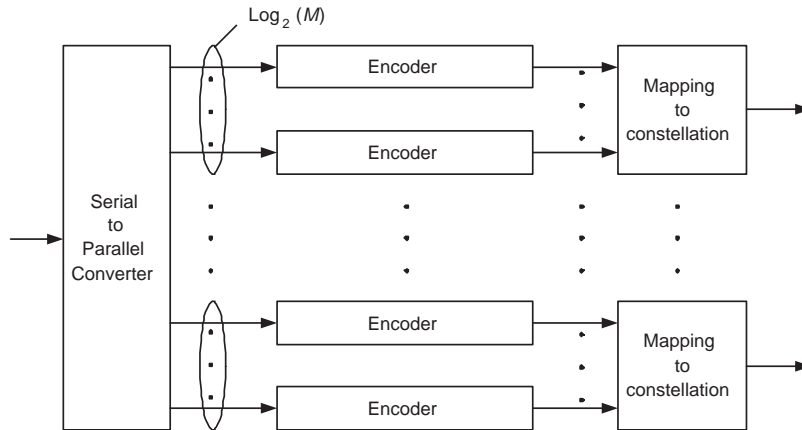 Log2 (M)
Encoder
Mapping
to
constellation
Encoder
Serial
to
Parallel
Converter
Encoder
Mapping
to
constellation
Encoder